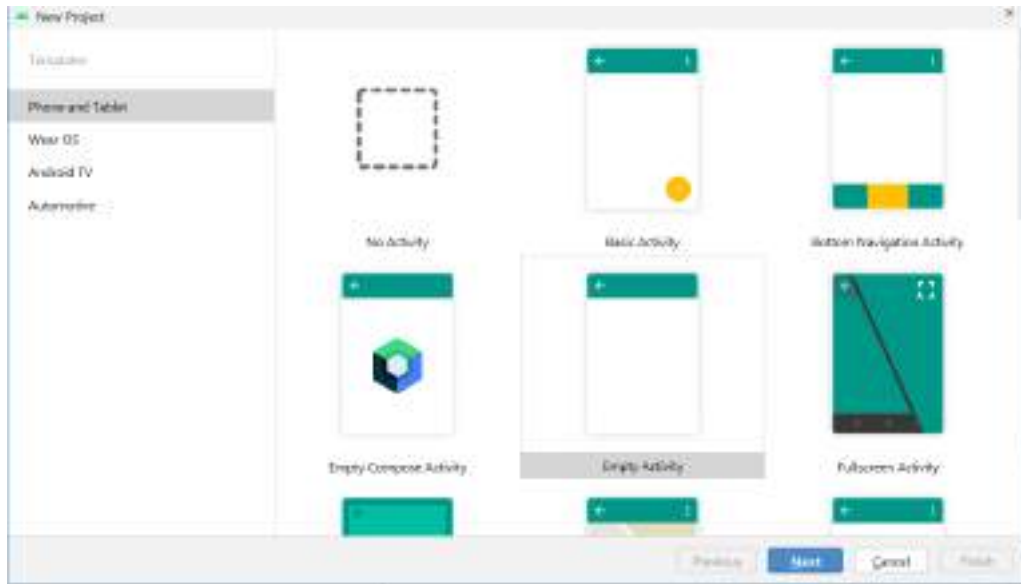 New Project
Templates
Phone and Tablet
Wear OS
Android TV
Automotive
No Activity
Basic Activity
Bottom Navigation Activity
Empty Compose Activity
Empty Activity
Fullscreen Activity
Previous
Next
Cancel
Finish